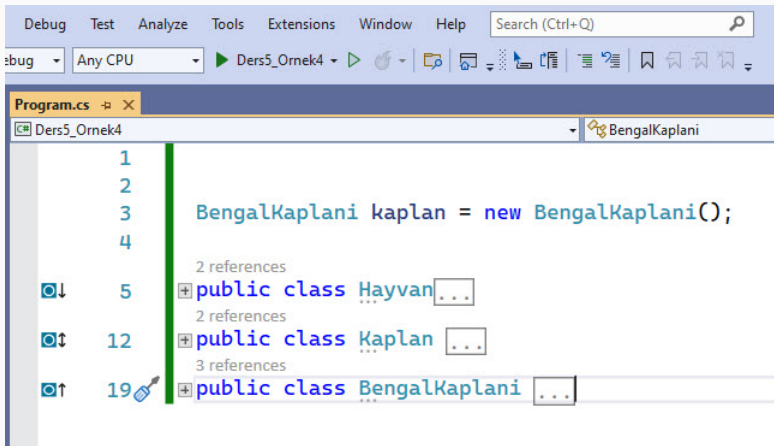 Debug Test Analyze Tools Extensions Window Help Search (Ctrl+Q)
ebug Any CPU Ders5_Ornek4
Program.cs
C# Ders5_Ornek4 BengalKaplani
1
2
3 BengalKaplani kaplan = new BengalKaplani();
4
2 references
5 public class Hayvan...
2 references
12 public class Kaplan ...
3 references
19 public class BengalKaplani ...